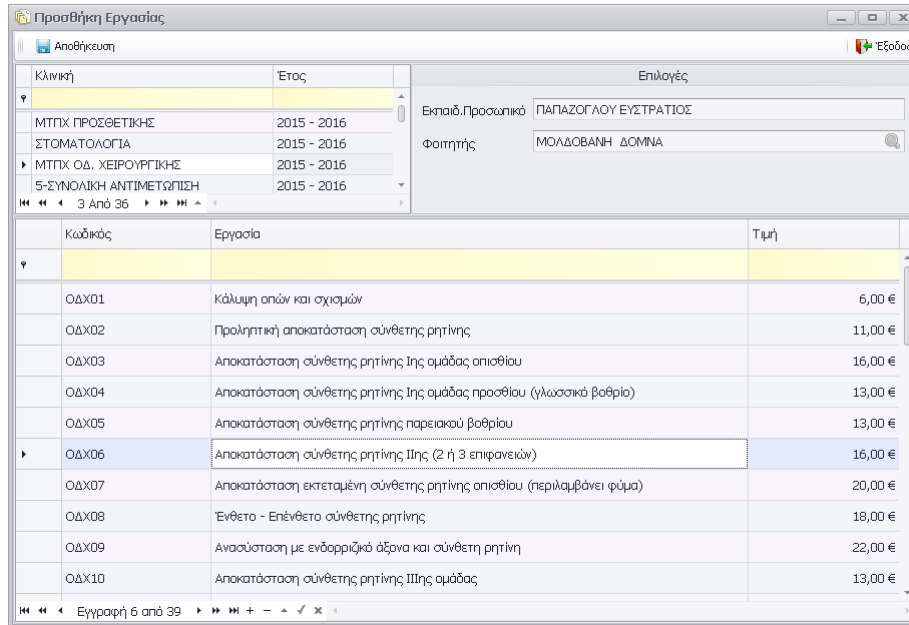 Προσθήκη Εργασίας
Αποθήκευση Έξοδος
Κλινική Έτος Επιλογές
ΜΤΠΧ ΠΡΟΣΘΕΤΙΚΗΣ 2015 - 2016 Εκπαιδ.Προσωπικό ΠΑΠΑΖΟΓΛΟΥ ΕΥΣΤΡΑΤΙΟΣ
ΣΤΟΜΑΤΟΛΟΓΙΑ 2015 - 2016 Φοιτητής ΜΟΛΔΟΒΑΝΗ ΔΟΜΝΑ
ΜΤΠΧ ΟΔ. ΧΕΙΡΟΥΡΓΙΚΗΣ 2015 - 2016
5-ΣΥΝΟΛΙΚΗ ΑΝΤΙΜΕΤΩΠΙΣΗ 2015 - 2016
3 Από 36
Κωδικός Εργασία Τιμή
ΟΔΧ01 Κάλυψη οπών και σχισμών 6,00 €
ΟΔΧ02 Προληπτική αποκατάσταση σύνθετης ρητίνης 11,00 €
ΟΔΧ03 Αποκατάσταση σύνθετης ρητίνης Ιης ομάδας οπισθίου 16,00 €
ΟΔΧ04 Αποκατάσταση σύνθετης ρητίνης Ιης ομάδας προσθίου (γλωσσικό βοθρίο) 13,00 €
ΟΔΧ05 Αποκατάσταση σύνθετης ρητίνης παρειακού βοθρίου 13,00 €
ΟΔΧ06 Αποκατάσταση σύνθετης ρητίνης ΙΙης (2 ή 3 επιφανειών) 16,00 €
ΟΔΧ07 Αποκατάσταση εκτεταμένη σύνθετης ρητίνης οπισθίου (περιλαμβάνει φύμα) 20,00 €
ΟΔΧ08 Ένθετο - Επένθετο σύνθετης ρητίνης 18,00 €
ΟΔΧ09 Ανασύσταση με ενδορριζικό άξονα και σύνθετη ρητίνη 22,00 €
ΟΔΧ10 Αποκατάσταση σύνθετης ρητίνης ΙΙΙης ομάδας 13,00 €
Εγγραφή 6 από 39